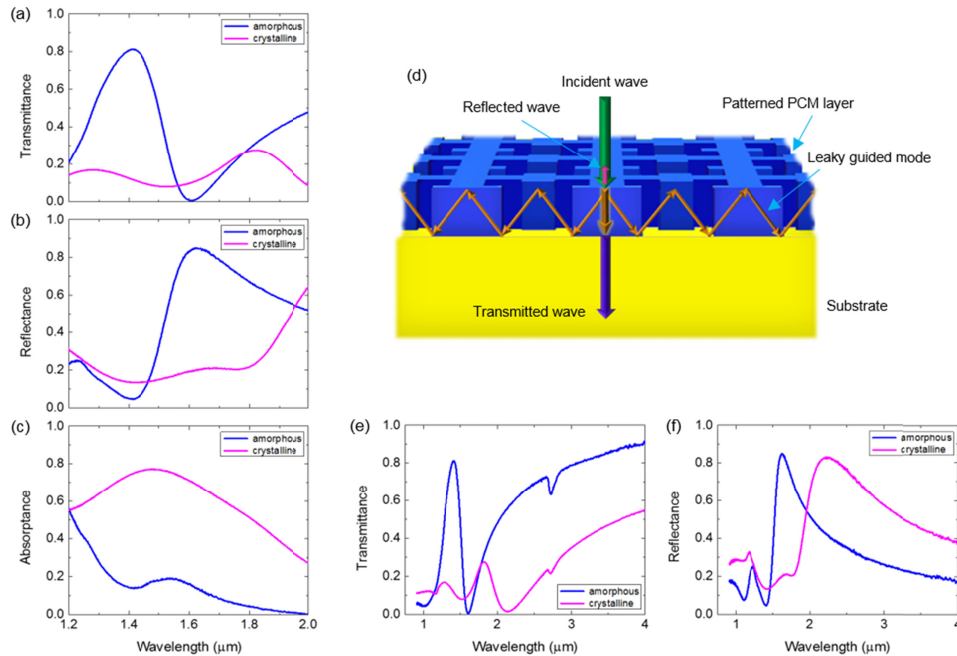 (a)
amorphous
crystalline
1.0
0.8
0.6
0.4
0.2
0.0
Transmittance
(b)
amorphous
crystalline
1.0
0.8
0.6
0.4
0.2
0.0
Reflectance
(c)
amorphous
crystalline
1.0
0.8
0.6
0.4
0.2
0.0
Absorptance
1.2 1.4 1.6 1.8 2.0
Wavelength (μm)
(d)
Incident wave
Reflected wave
Patterned PCM layer
Leaky guided mode
Transmitted wave
Substrate
(e)
amorphous
crystalline
1.0
0.8
0.6
0.4
0.2
0.0
Transmittance
1 2 3 4
Wavelength (μm)
(f)
amorphous
crystalline
1.0
0.8
0.6
0.4
0.2
0.0
Reflectance
1 2 3 4
Wavelength (μm)